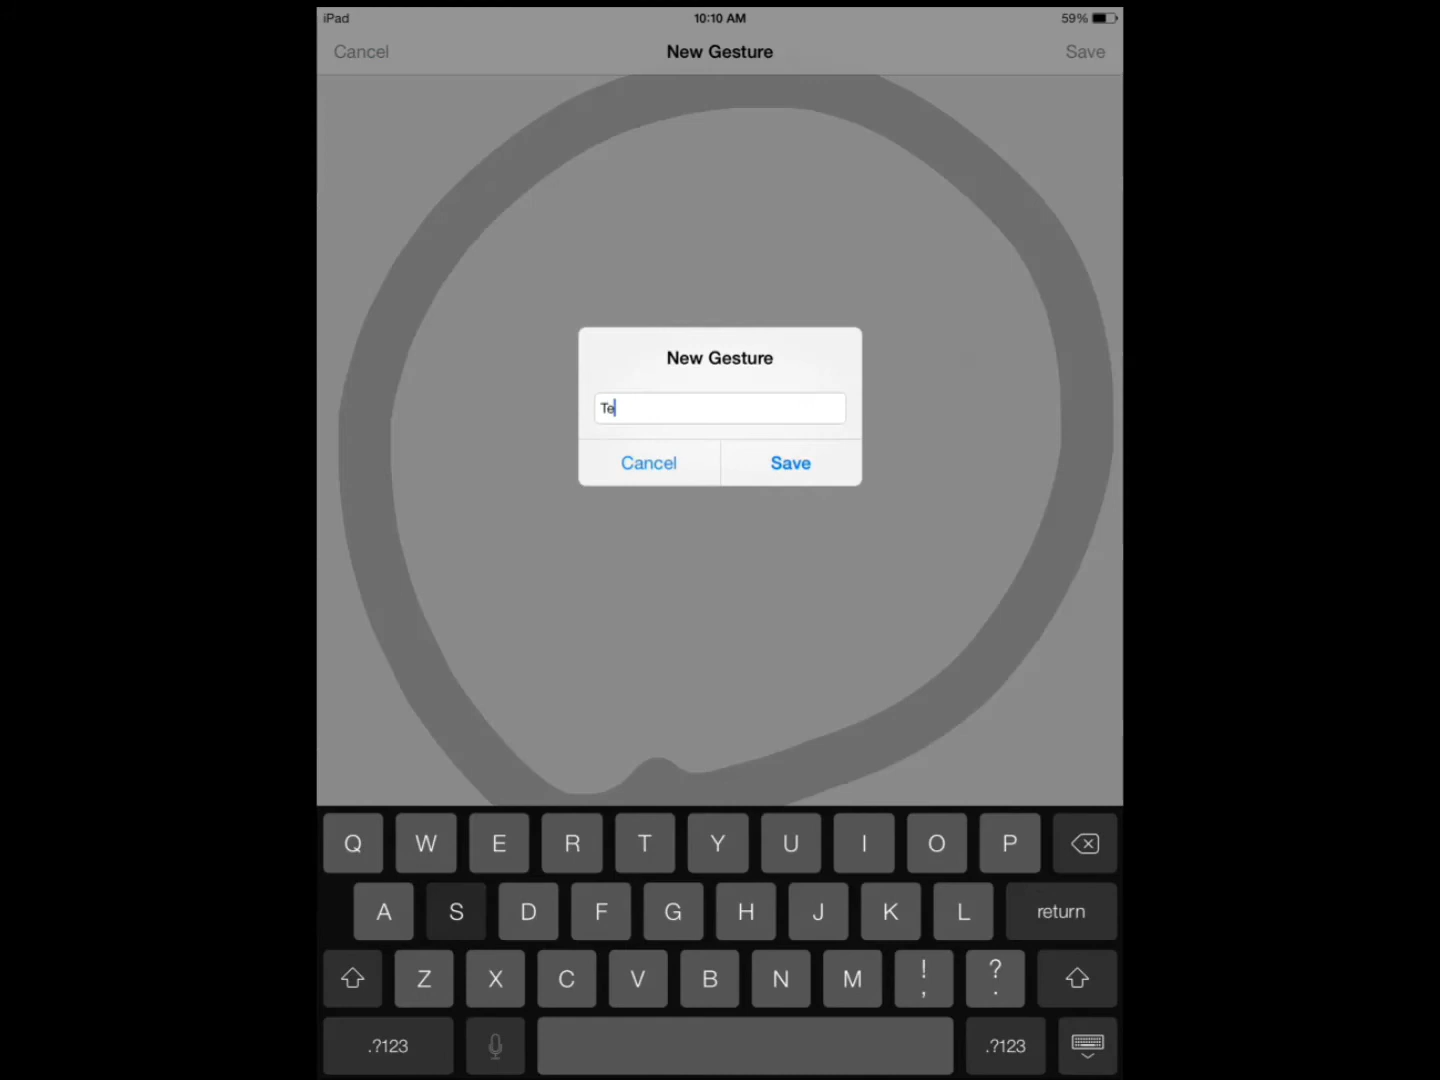 iPad 10:10 AM 59%
Cancel New Gesture Save
New Gesture
Te
Cancel Save
Q W E R T Y U I O P
A S D F G H J K L return
Z X C V B N M ! , ? .
.?123 .?123